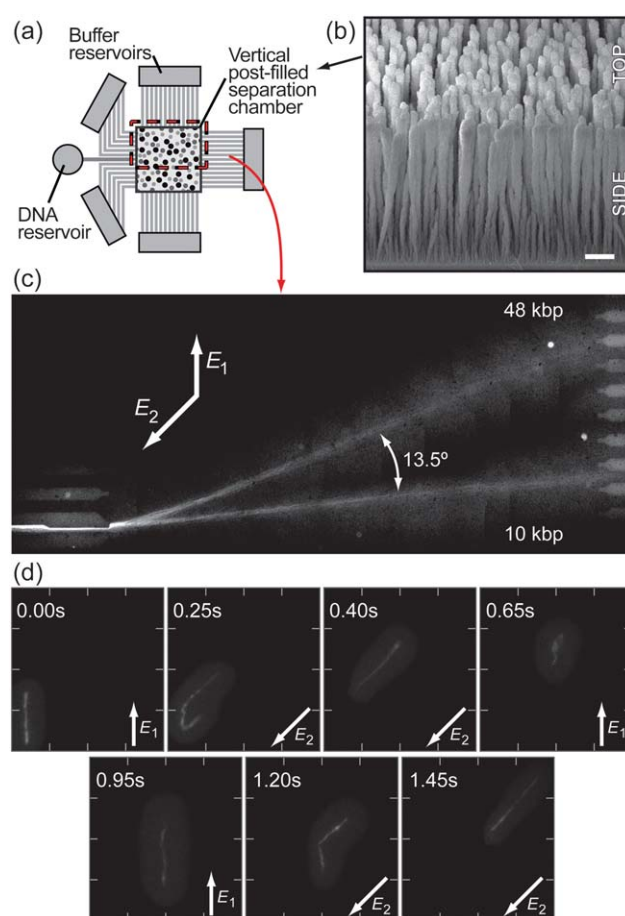 (a)
Buffer
reservoirs
Vertical
post-filled
separation
chamber
DNA
reservoir
(b)
TOP
SIDE
(c)
48 kbp
E1
E2
13.5º
10 kbp
(d)
0.00s
E1
0.25s
E2
0.40s
E2
0.65s
E1
0.95s
E1
1.20s
E2
1.45s
E2